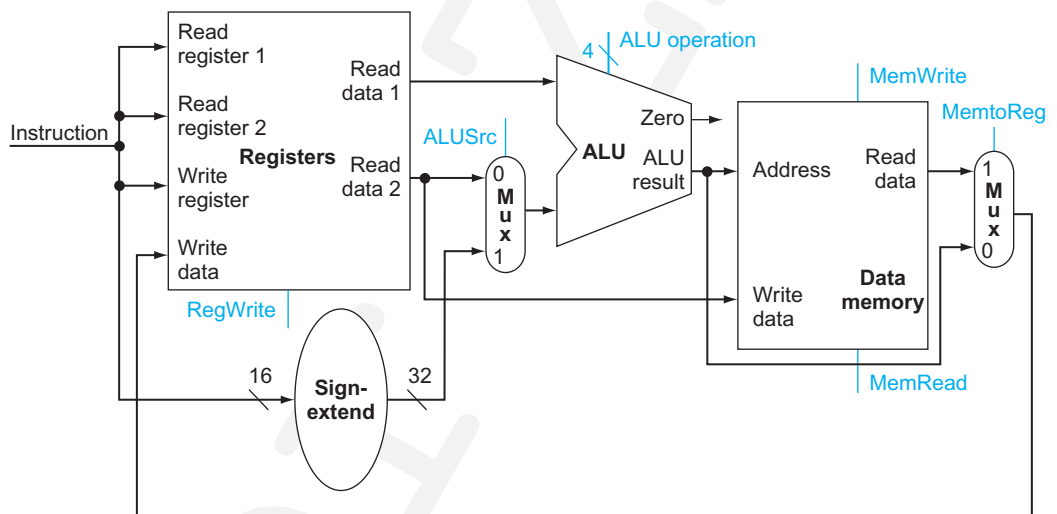 Instruction
Read
register 1
Read
register 2
Write
register
Write
data
Registers
Read
data 1
Read
data 2
RegWrite
16
Sign-
extend
32
ALUSrc
0
M
u
x
1
4
ALU operation
Zero
ALU
ALU
result
MemWrite
Address
Read
data
Write
data
Data
memory
MemRead
MemtoReg
1
M
u
x
0